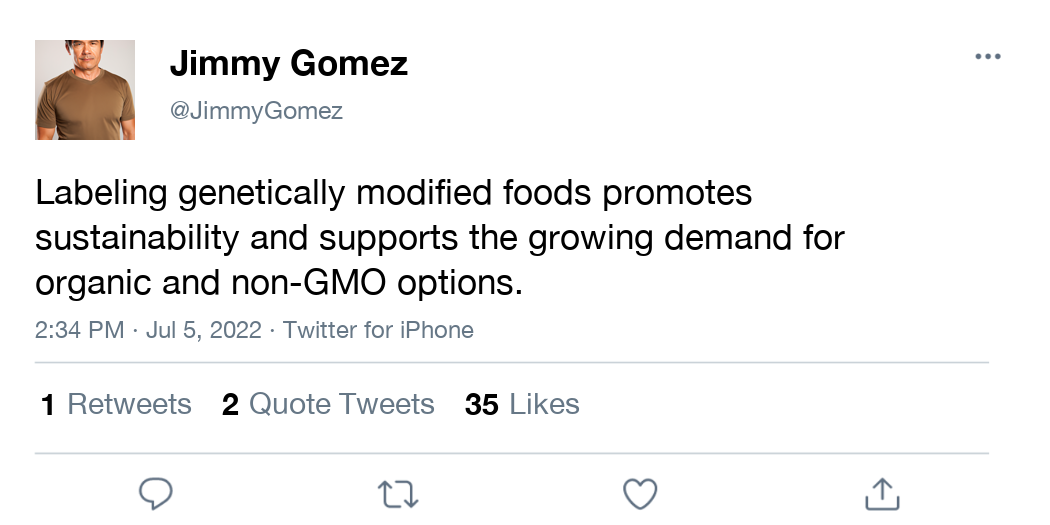 Jimmy Gomez
@JimmyGomez
Labeling genetically modified foods promotes
sustainability and supports the growing demand for
organic and non-GMO options.
2:34 PM · Jul 5, 2022 · Twitter for iPhone
1 Retweets 2 Quote Tweets 35 Likes